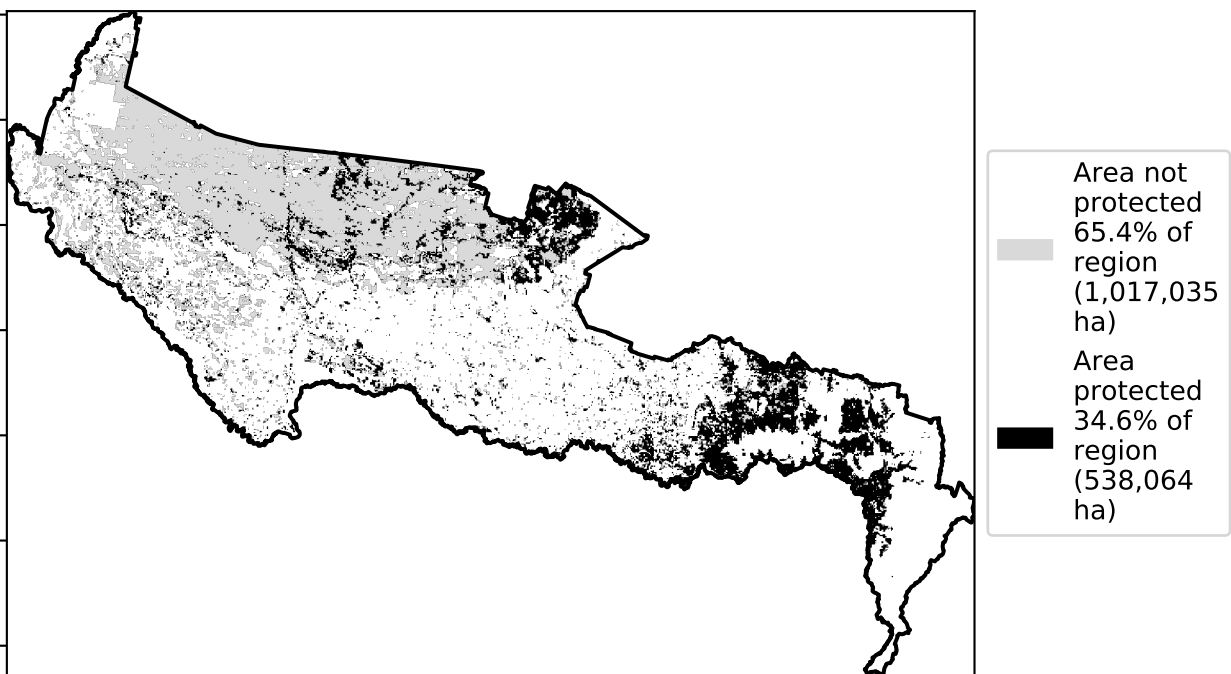 Area not
protected
65.4% of
region
(1,017,035
ha)
Area
protected
34.6% of
region
(538,064
ha)